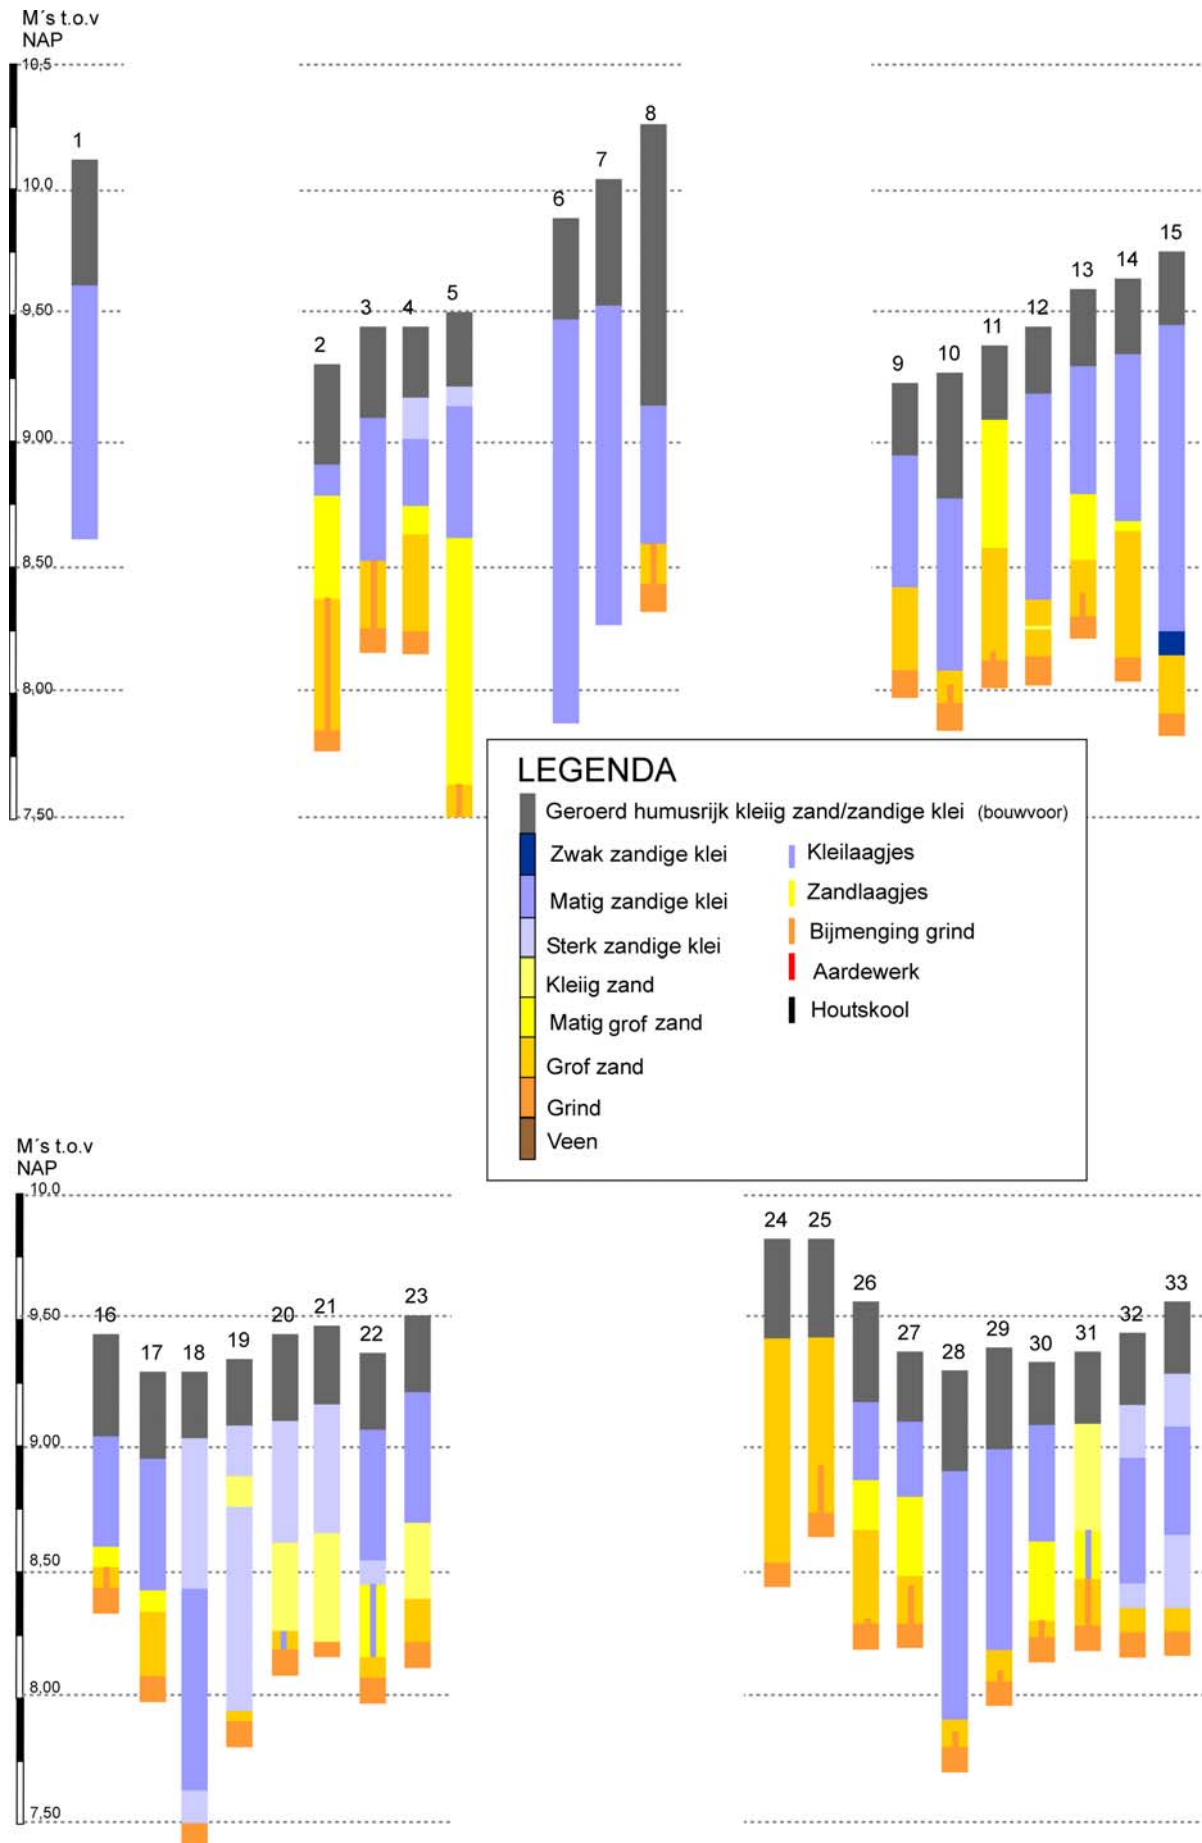 M´s t.o.v
NAP
10,5
8
1
7
10,0
6
15
14
13
9,50
3 4 5
12
11
2
9 10
9,00
8,50
8,00
7,50
LEGENDA
Geroerd humusrijk kleiig zand/zandige klei (bouwvoor)
Zwak zandige klei
Matig zandige klei
Sterk zandige klei
Kleiig zand
Matig grof zand
Grof zand
Grind
Veen
Kleilaagjes
Zandlaagjes
Bijmenging grind
Aardewerk
Houtskool
M´s t.o.v
NAP
10,0
24 25
26
33
9,50
23
16
20 21
32
19
22
17 18
27
28
29
30
31
9,00
8,50
8,00
7,50